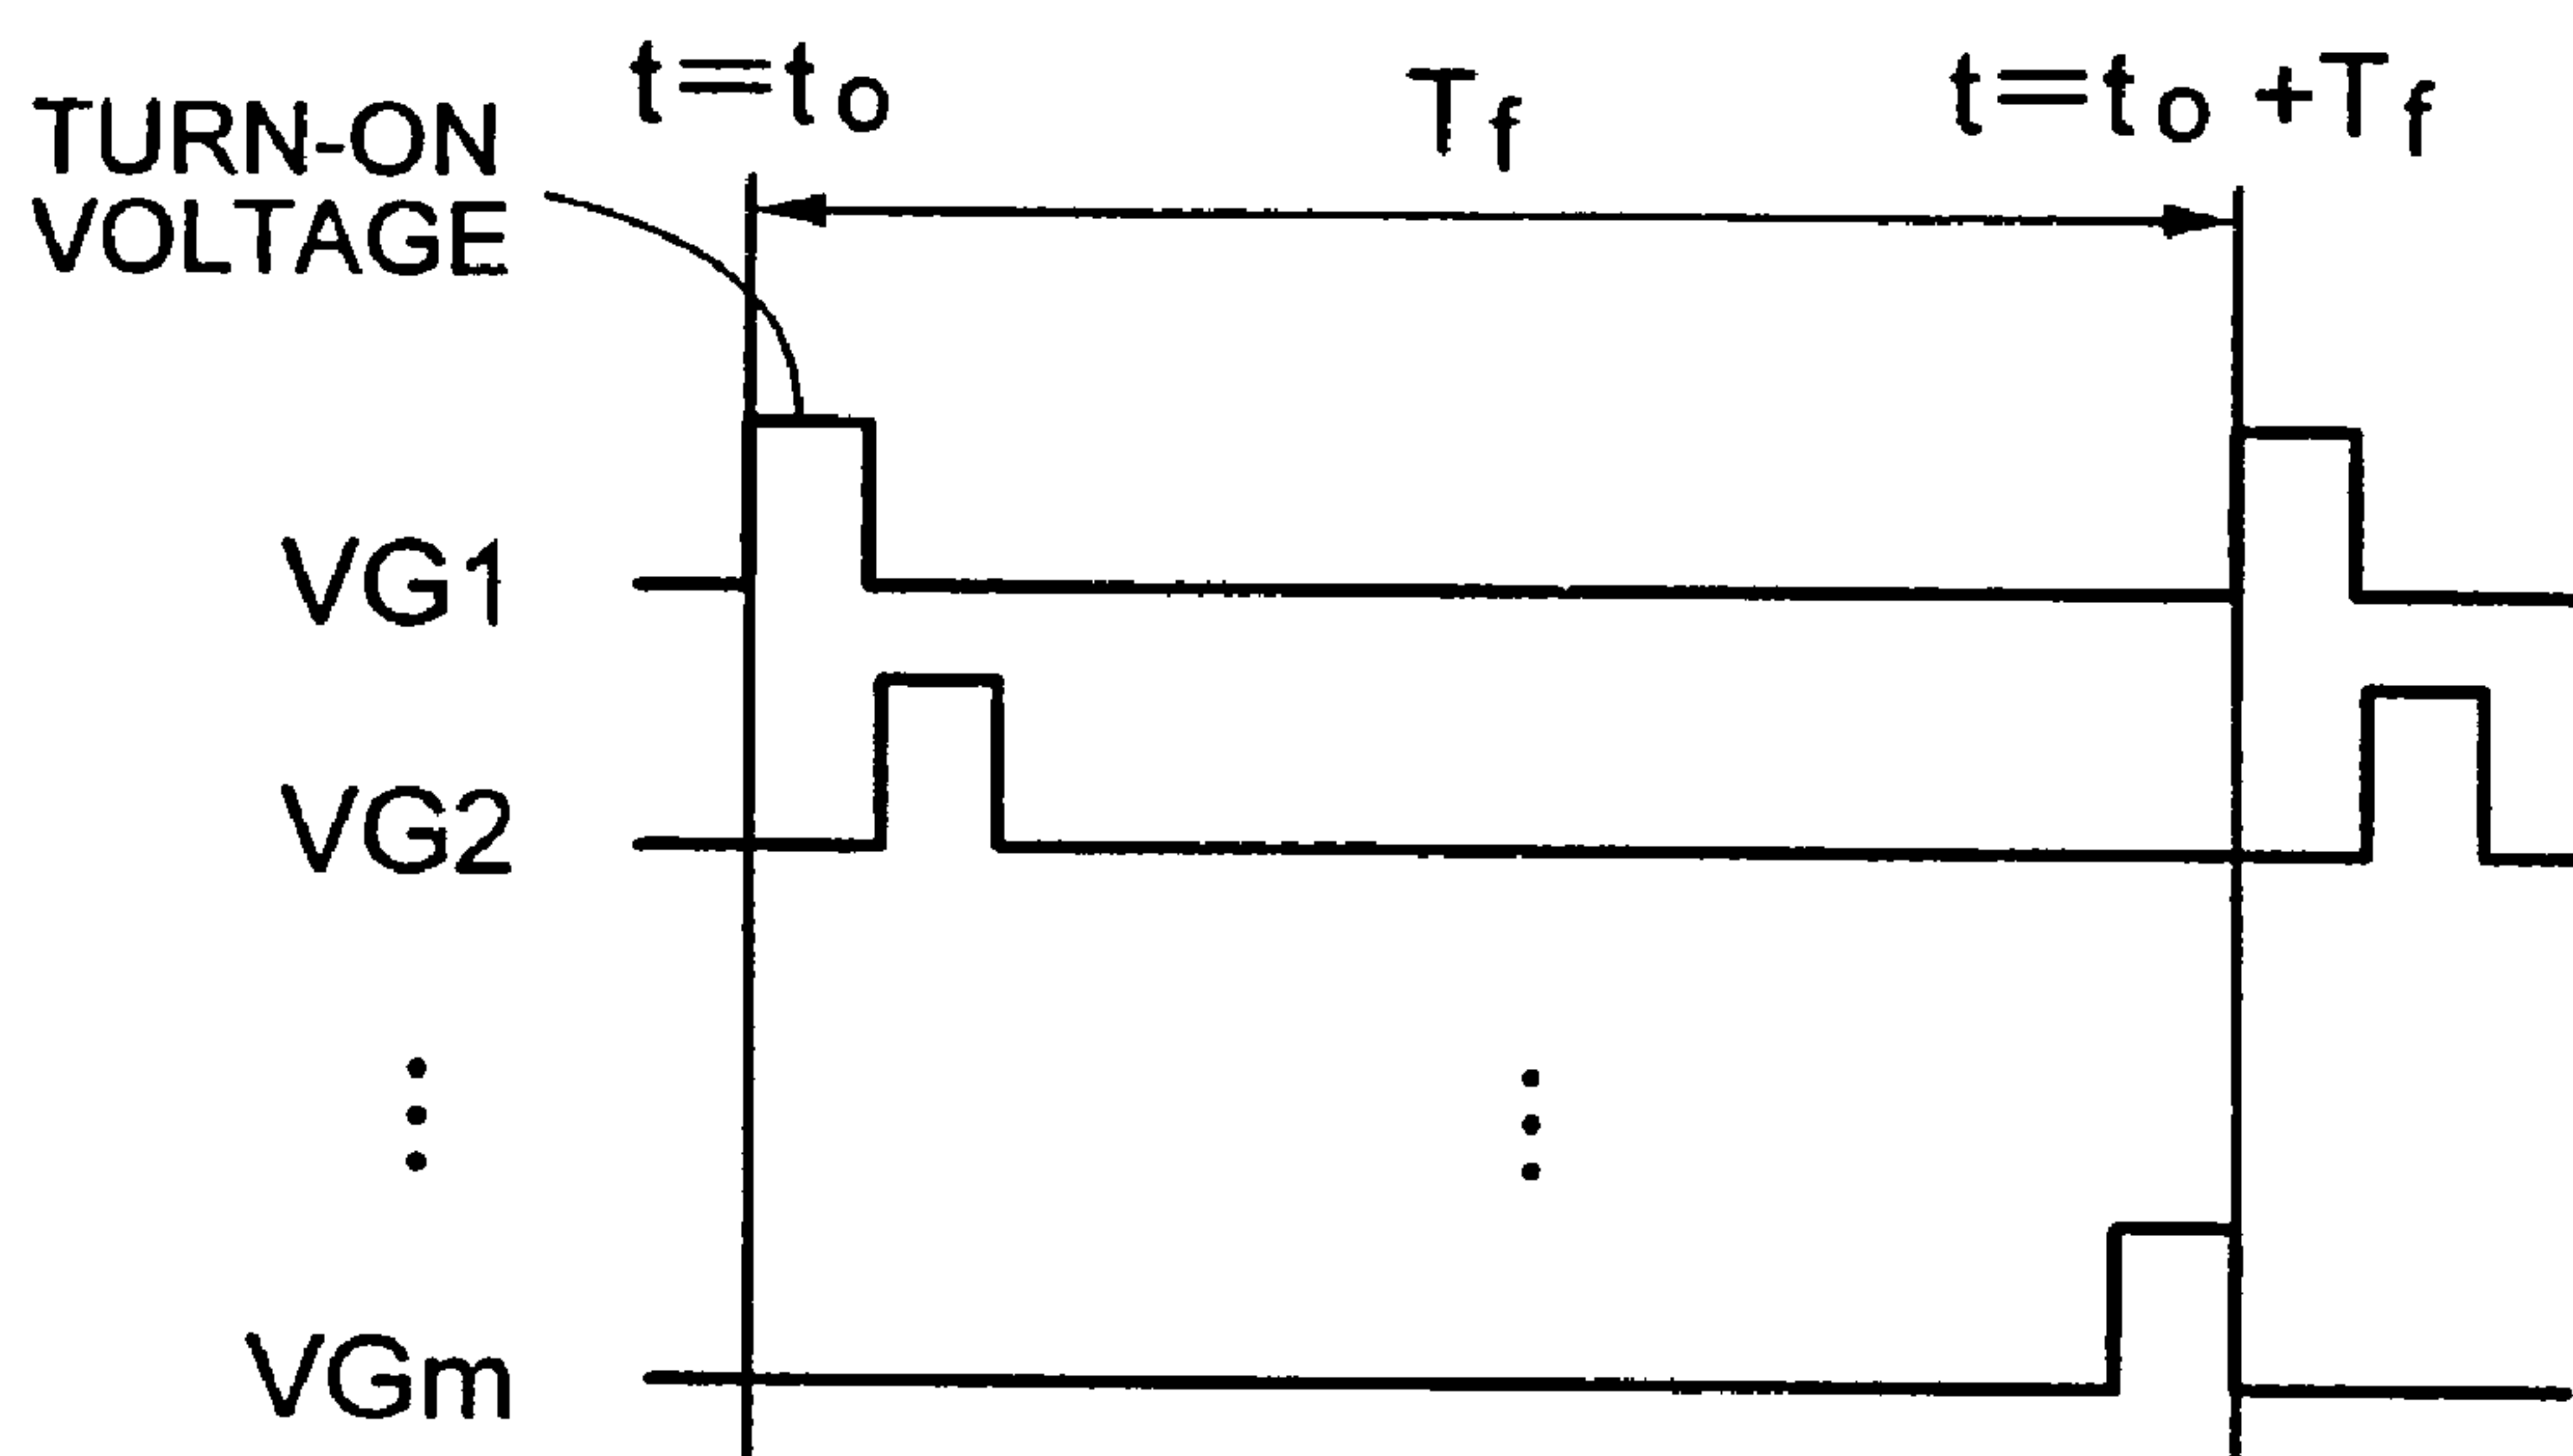 t=to
Tf
t=to +Tf
TURN-ON
VOLTAGE
VG1
VG2
VGm